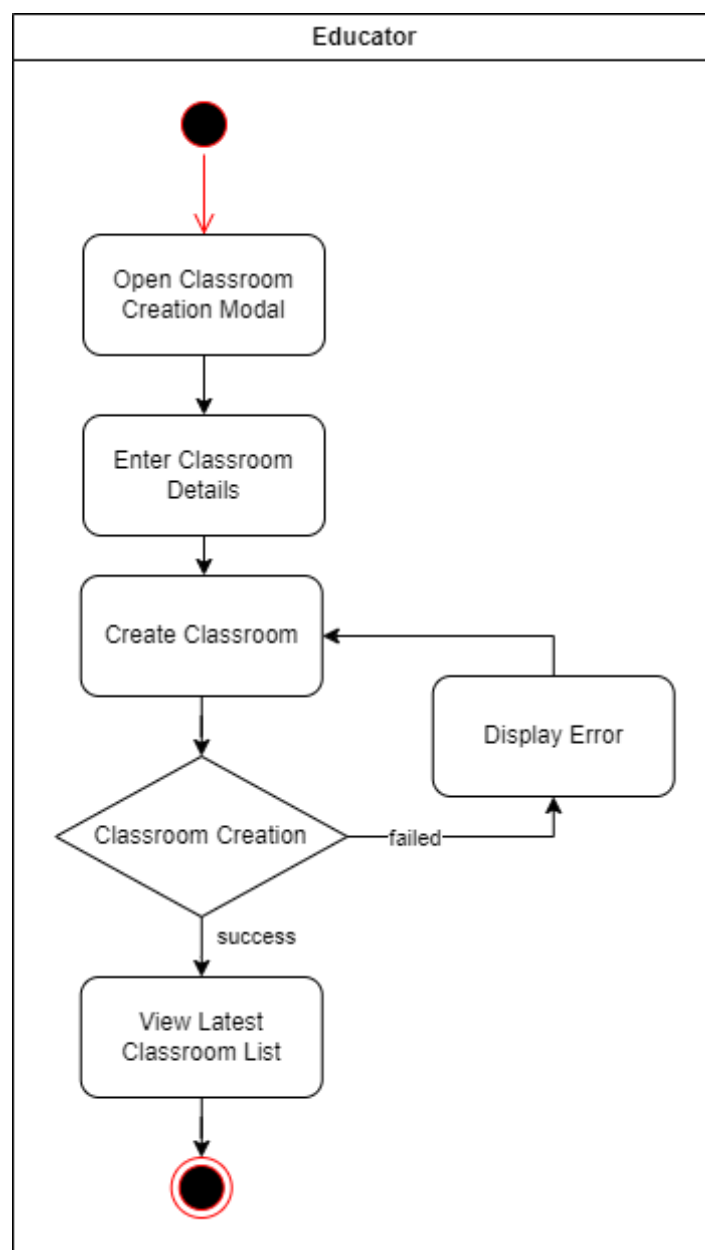 Educator
Open Classroom
Creation Modal
Enter Classroom
Details
Create Classroom
Display Error
Classroom Creation
failed
success
View Latest
Classroom List